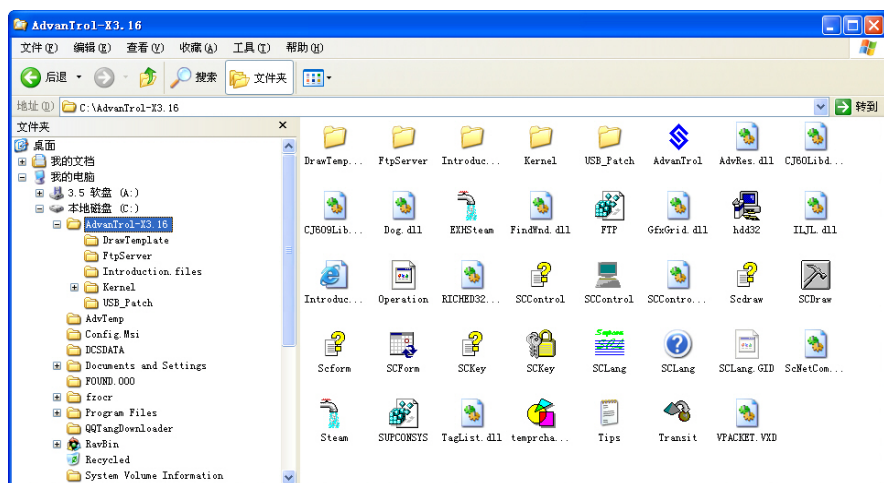 AdvanTrol-X3.16
文件(F) 编辑(E) 查看(V) 收藏(A) 工具(T) 帮助(H)
后退 搜索 文件夹
地址(D) C:\AdvanTrol-X3.16 转到
文件夹
桌面
我的文档
我的电脑
3.5 软盘 (A:)
本地磁盘 (C:)
AdvanTrol-X3.16
DrawTemplate
FtpServer
Introduction.files
Kernel
USB_Patch
AdvTemp
Config.Msi
DCSDATA
Documents and Settings
FOUND.000
fzocr
Program Files
QQTangDownloader
RavBin
Recycled
System Volume Information
DrawTemp... FtpServer Introduc... Kernel USB_Patch AdvanTrol AdvRes.dll CJ60Libd...
CJ609Lib... Dog.dll EXHSteam FindWnd.dll FTP GfxGrid.dll hdd32 ILJL.dll
Introduc... Operation RICHED32... SCControl SCControl SCContro... Scdraw SCDraw
Scform SCForm SCKey SCKey SCLang SCLang SCLang.GID ScNetCom...
Steam SUPCONSYS TagList.dll temprcha... Tips Transit VPACKET.VXD